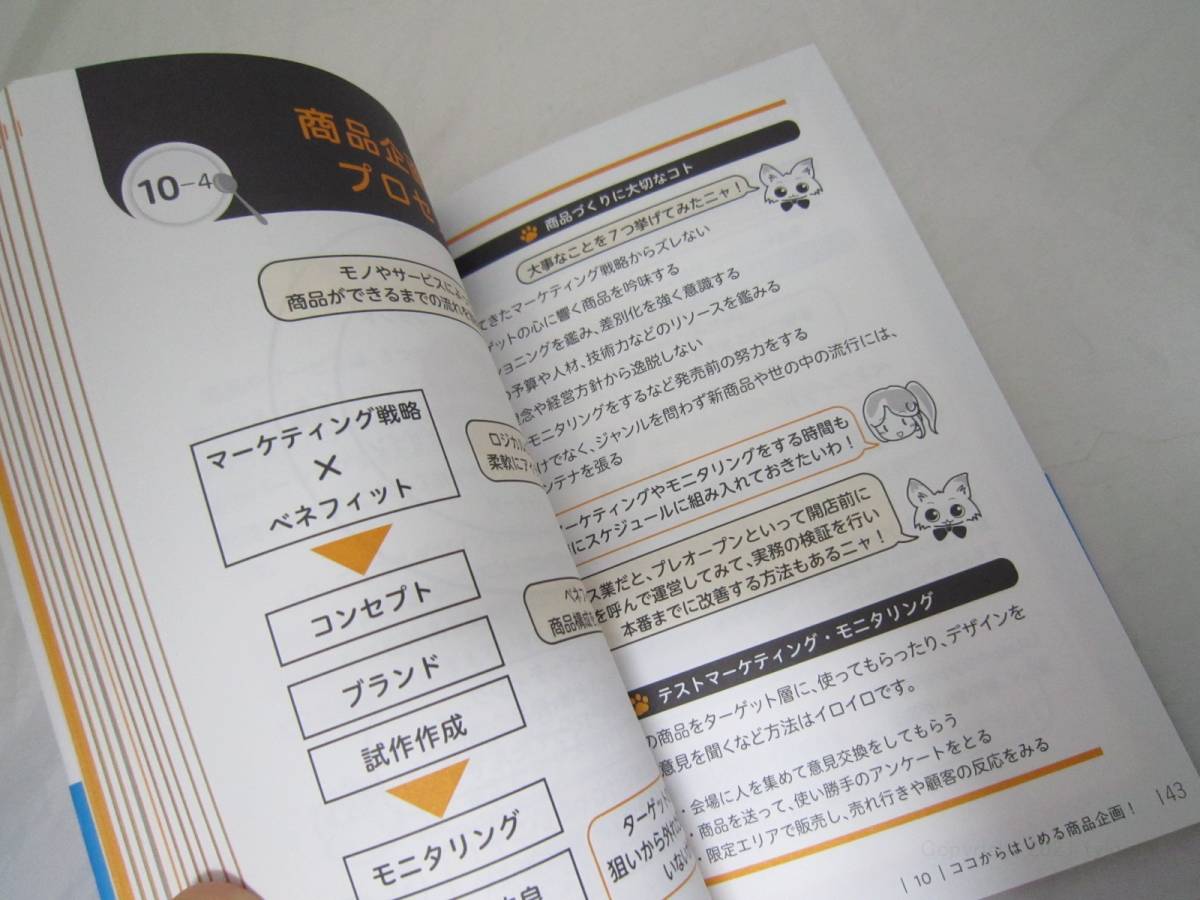 10-4
商品企
プロセ
モノやサービスによ
商品ができるまでの流れを
マーケティング戦略
×
ベネフィット
コンセプト
ブランド
試作作成
モニタリング
ロジカル
柔軟に
ベネフ
商品構成
ターゲット
狙いから外れ
いない
商品づくりに大切なコト
大事なことを7つ挙げてみたニャ！
てきたマーケティング戦略からズレない
ゲットの心に響く商品を吟味する
ショニングを鑑み、差別化を強く意識する
予算や人材、技術力などのリソースを鑑みる
念や経営方針から逸脱しない
モニタリングをするなど発売前の努力をする
けでなく、ジャンルを問わず新商品や世の中の流行には、
ンテナを張る
ーケティングやモニタリングをする時間も
にスケジュールに組み入れておきたいわ！
ス業だと、プレオープンといって開店前に
を呼んで運営してみて、実務の検証を行い
本番までに改善する方法もあるニャ！
テストマーケティング・モニタリング
の商品をターゲット層に、使ってもらったり、デザインを
意見を聞くなど方法はイロイロです。
・会場に人を集めて意見交換をしてもらう
・商品を送って、使い勝手のアンケートをとる
・限定エリアで販売し、売れ行きや顧客の反応をみる
| 10 | ココからはじめる商品企画！ 143